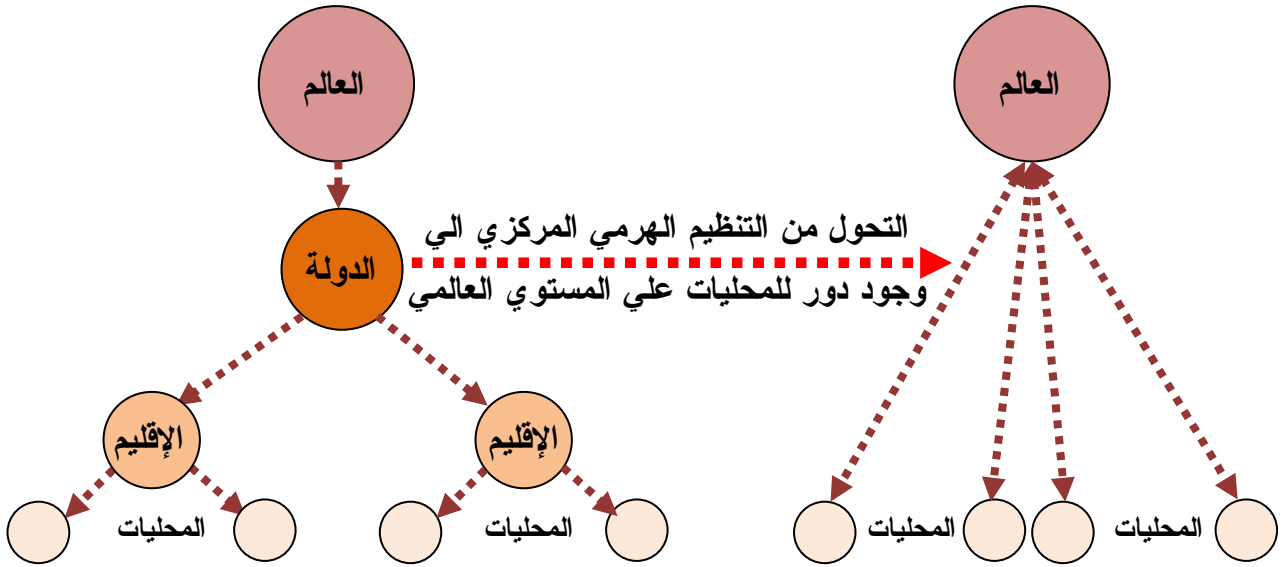 العالم
العالم
الدولة
التحول من التنظيم الهرمي المركزي الي
وجود دور للمحليات علي المستوي العالمي
الإقليم
الإقليم
المحليات
المحليات
المحليات
المحليات